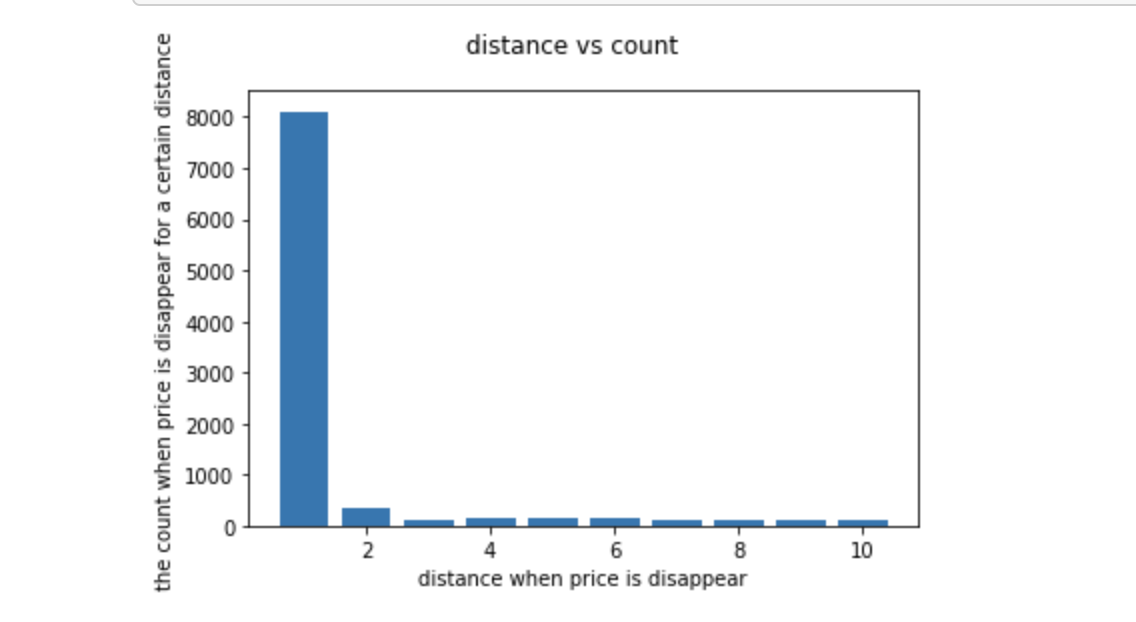 distance vs count
the count when price is disappear for a certain distance
8000
7000
6000
5000
4000
3000
2000
1000
0
2 4 6 8 10
distance when price is disappear